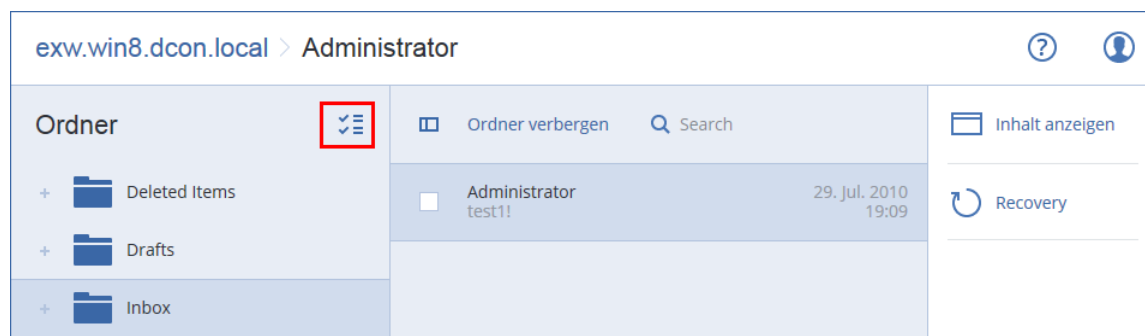 exw.win8.dcon.local > Administrator
Ordner
Deleted Items
Drafts
Inbox
Ordner verbergen
Search
Administrator
test1!
29. Jul. 2010
19:09
Inhalt anzeigen
Recovery